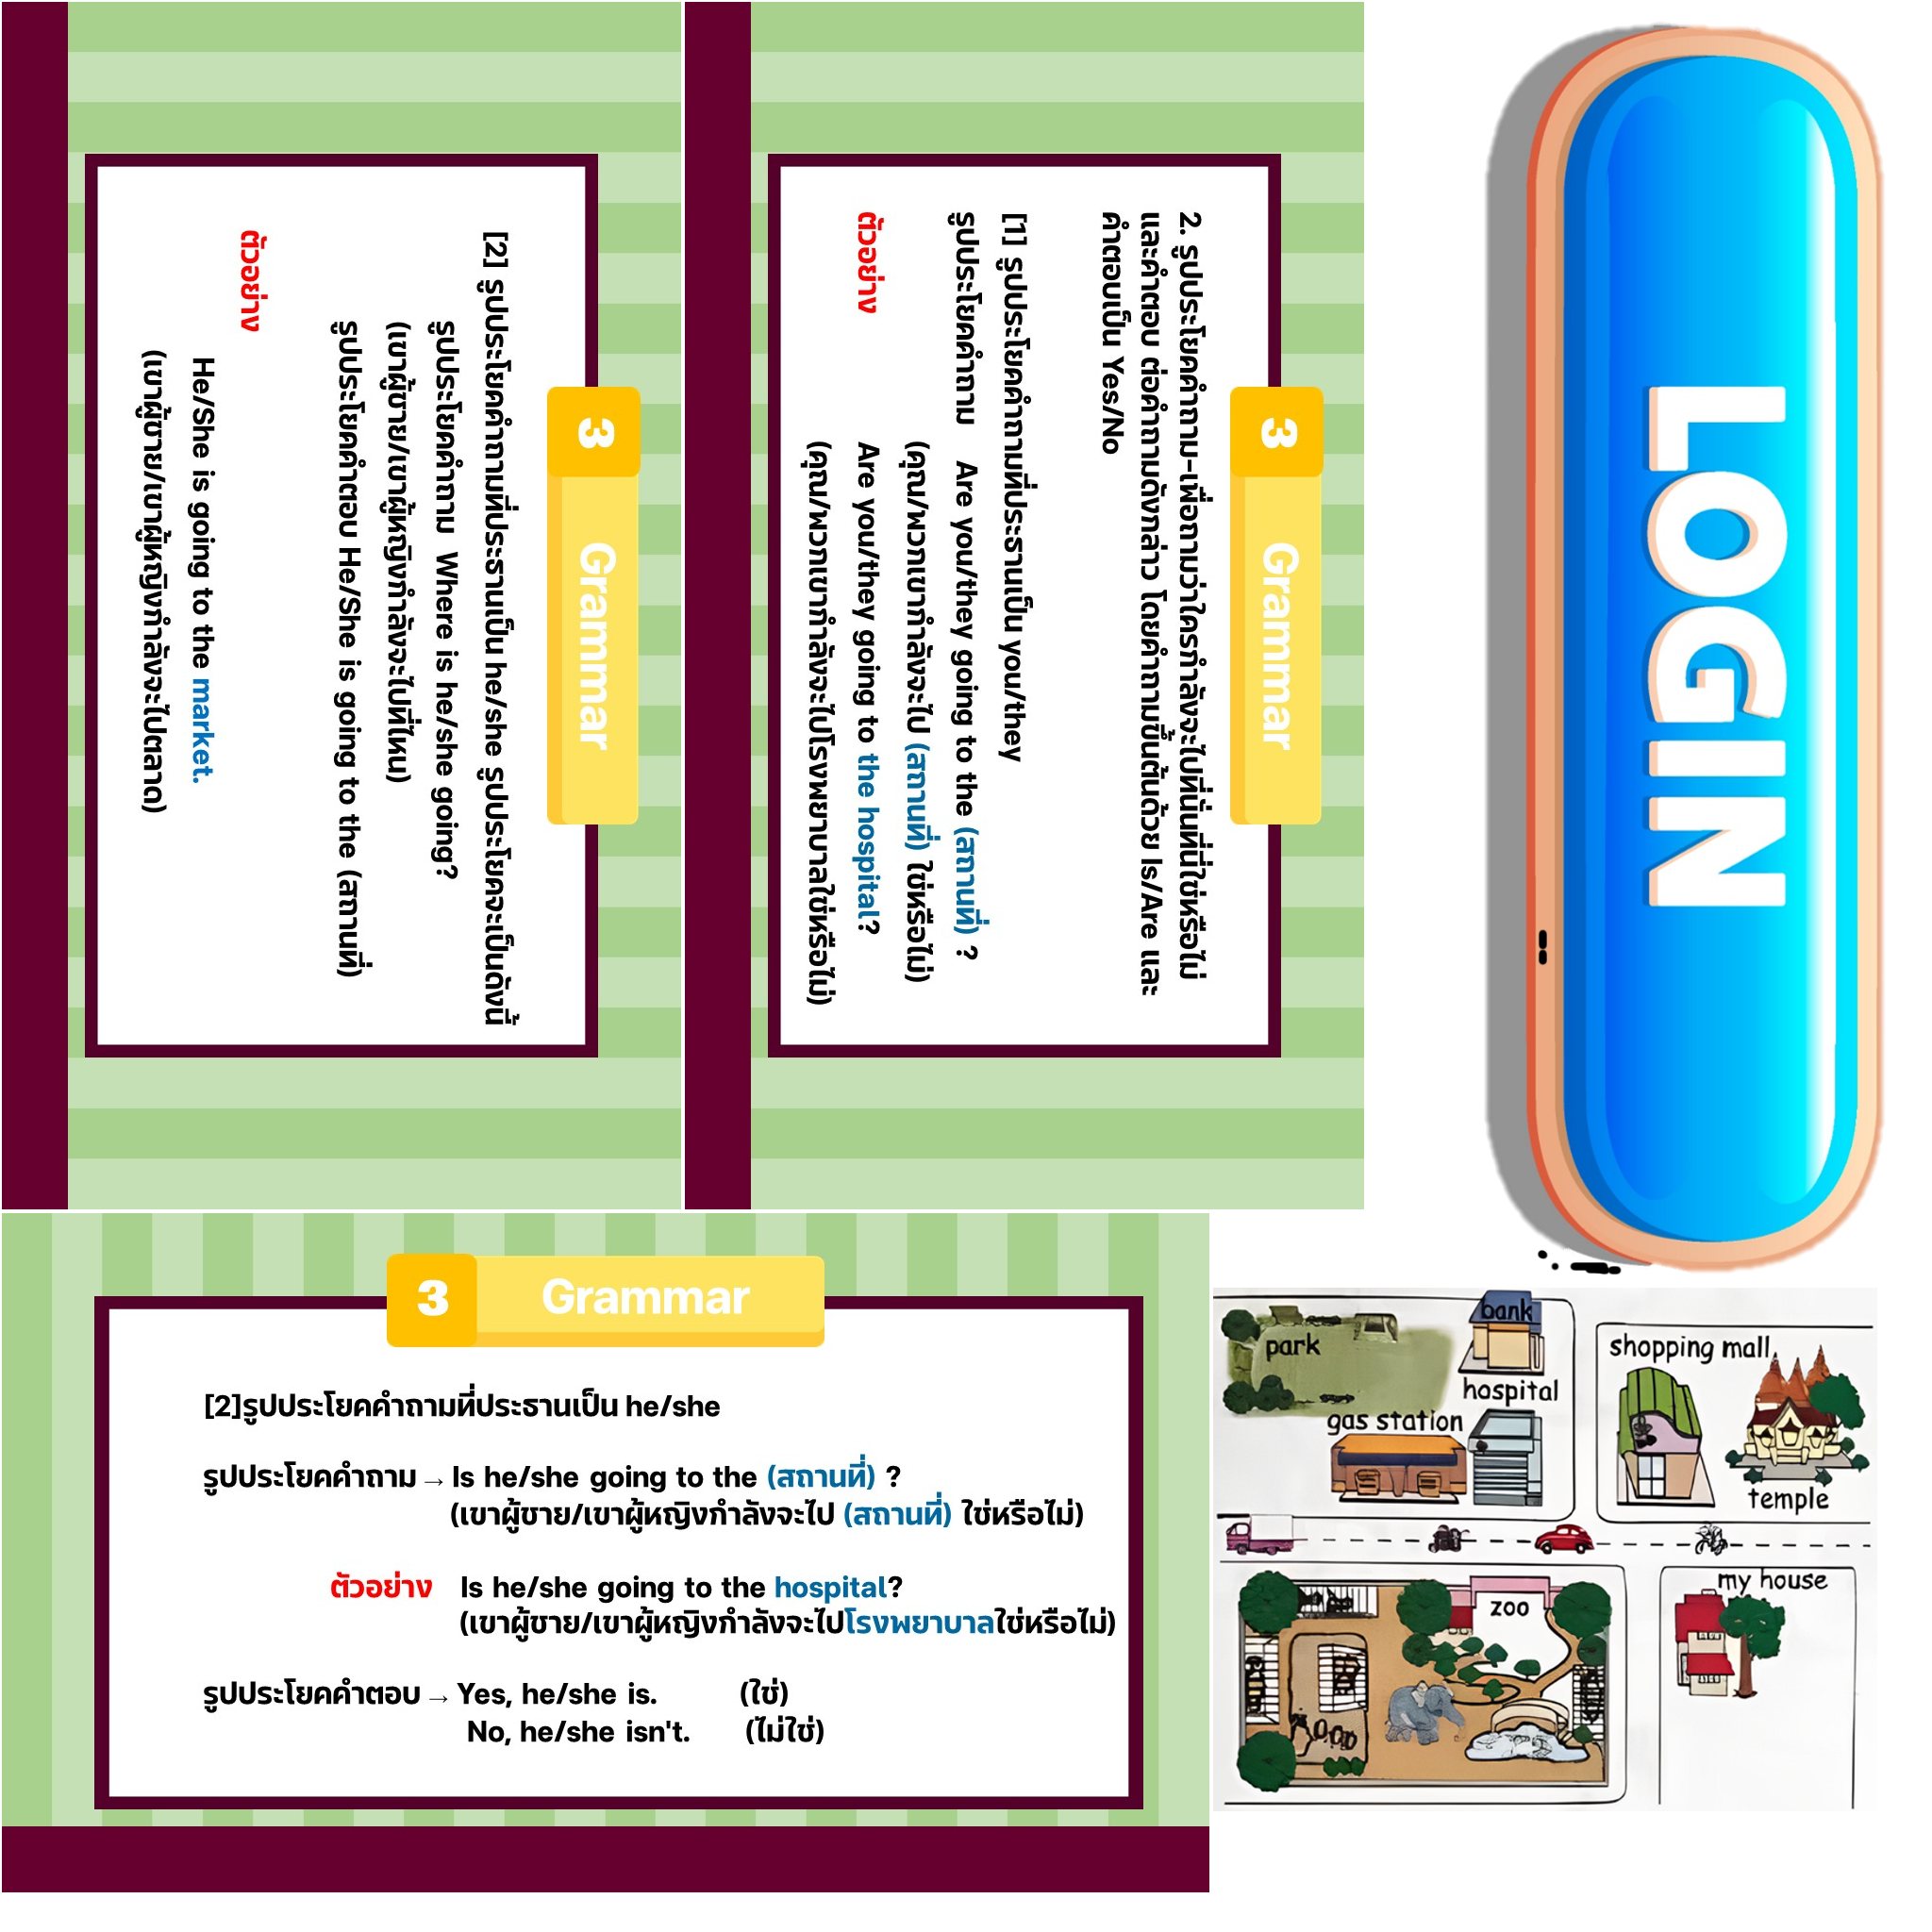 3 Grammar
[2] รูปประโยคคำถามที่ประธานเป็น he/she รูปประโยคจะเป็นดังนี้
รูปประโยคคำถาม Where is he/she going?
(เขาผู้ชาย/เขาผู้หญิงกำลังจะไปที่ไหน)
รูปประโยคคำตอบ He/She is going to the (สถานที่)
ตัวอย่าง
He/She is going to the market.
(เขาผู้ชาย/เขาผู้หญิงกำลังจะไปตลาด)
3 Grammar
2. รูปประโยคคำถาม-เพื่อถามว่าใครกำลังจะไปที่นั่นที่นี่ใช่หรือไม่
และคำตอบ ต่อคำถามดังกล่าว โดยคำถามขึ้นต้นด้วย Is/Are และ
คำตอบเป็น Yes/No
[1] รูปประโยคคำถามที่ประธานเป็น you/they
รูปประโยคคำถาม Are you/they going to the (สถานที่) ?
(คุณ/พวกเขากำลังจะไป (สถานที่) ใช่หรือไม่)
ตัวอย่าง Are you/they going to the hospital?
(คุณ/พวกเขากำลังจะไปโรงพยาบาลใช่หรือไม่)
LOGIN
3 Grammar
[2]รูปประโยคคำถามที่ประธานเป็น he/she
รูปประโยคคำถาม → Is he/she going to the (สถานที่) ?
(เขาผู้ชาย/เขาผู้หญิงกำลังจะไป (สถานที่) ใช่หรือไม่)
ตัวอย่าง Is he/she going to the hospital?
(เขาผู้ชาย/เขาผู้หญิงกำลังจะไปโรงพยาบาลใช่หรือไม่)
รูปประโยคคำตอบ → Yes, he/she is. (ใช่)
No, he/she isn't. (ไม่ใช่)
bank
park
shopping mall
hospital
gas station
temple
my house
zoo